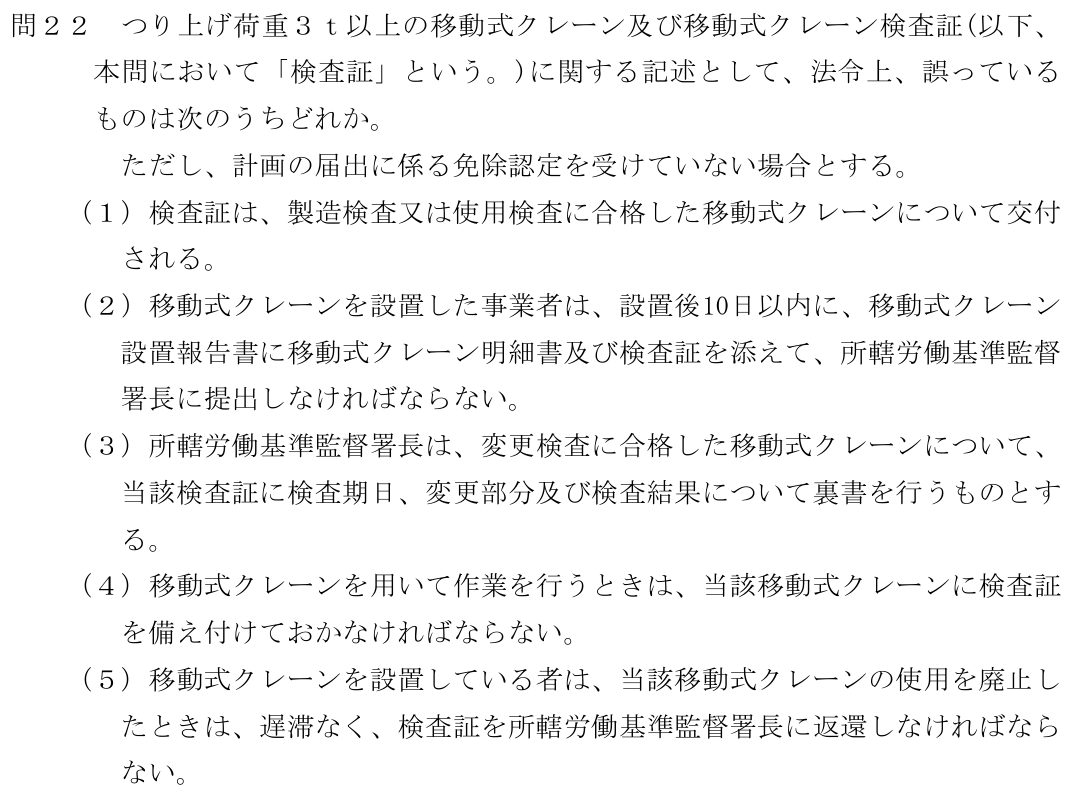 問２２　つり上げ荷重３ｔ以上の移動式クレーン及び移動式クレーン検査証(以下、
本問において「検査証」という。)に関する記述として、法令上、誤っている
ものは次のうちどれか。
ただし、計画の届出に係る免除認定を受けていない場合とする。
（１）検査証は、製造検査又は使用検査に合格した移動式クレーンについて交付
される。
（２）移動式クレーンを設置した事業者は、設置後10日以内に、移動式クレーン
設置報告書に移動式クレーン明細書及び検査証を添えて、所轄労働基準監督
署長に提出しなければならない。
（３）所轄労働基準監督署長は、変更検査に合格した移動式クレーンについて、
当該検査証に検査期日、変更部分及び検査結果について裏書を行うものとす
る。
（４）移動式クレーンを用いて作業を行うときは、当該移動式クレーンに検査証
を備え付けておかなければならない。
（５）移動式クレーンを設置している者は、当該移動式クレーンの使用を廃止し
たときは、遅滞なく、検査証を所轄労働基準監督署長に返還しなければなら
ない。